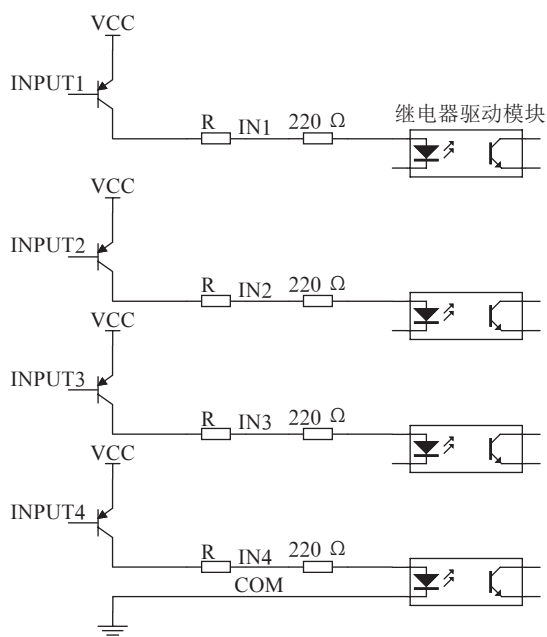 VCC
INPUT1
继电器驱动模块
R IN1 220 Ω
VCC
INPUT2
R IN2 220 Ω
VCC
INPUT3
R IN3 220 Ω
VCC
INPUT4
R IN4 220 Ω
COM